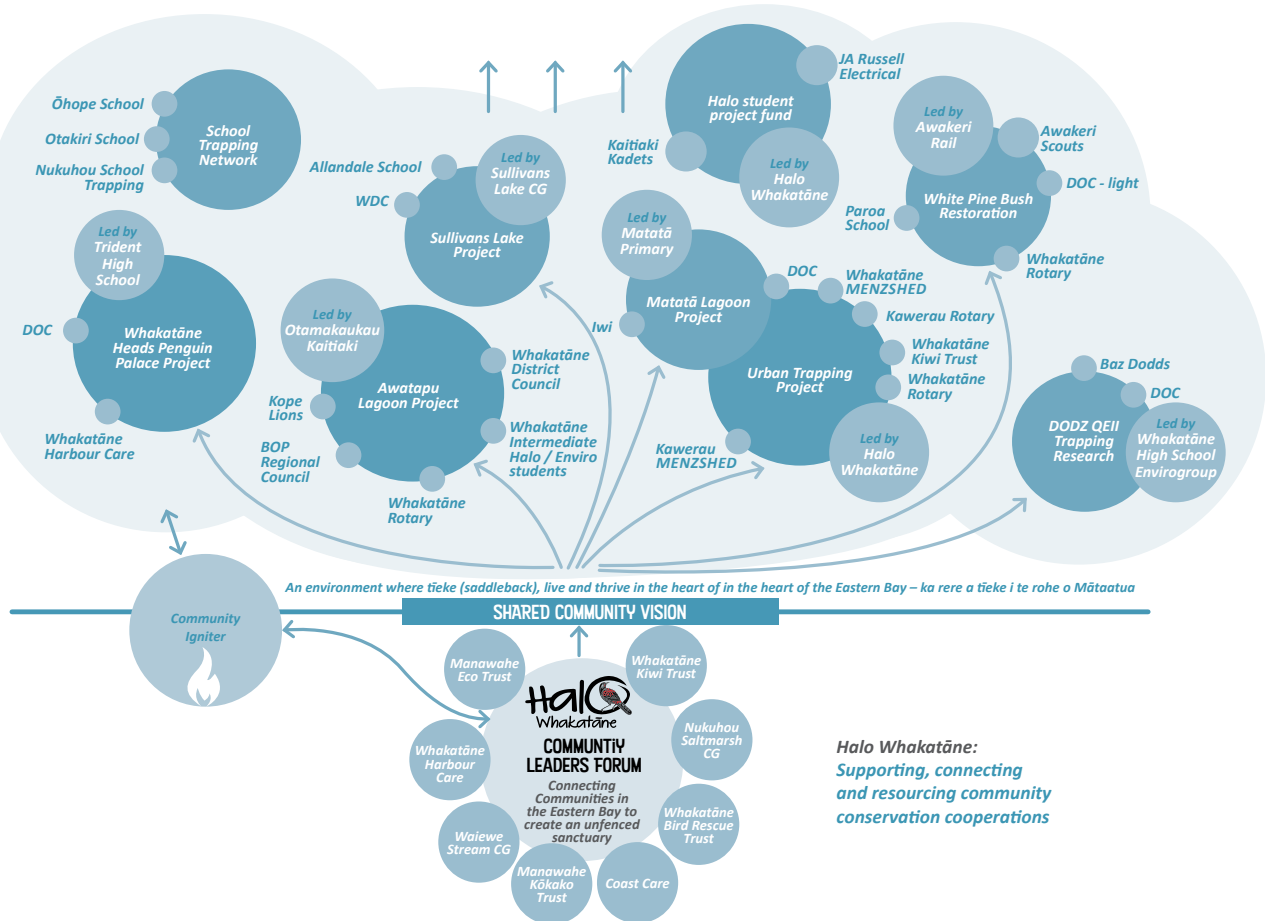 Ōhope School
Otakiri School
Nukuhou School
Trapping
School
Trapping
Network
Led by
Trident
High
School
DOC
Whakatāne
Heads Penguin
Palace Project
Whakatāne
Harbour Care
Allandale School
WDC
Led by
Sullivans
Lake CG
Sullivans Lake
Project
Led by
Otamakaukau
Kaitiaki
Awatapu
Lagoon Project
Kope
Lions
BOP
Regional
Council
Whakatāne
Rotary
Whakatāne
District
Council
Whakatāne
Intermediate
Halo / Enviro
students
JA Russell
Electrical
Halo student
project fund
Kaitiaki
Kadets
Led by
Halo
Whakatāne
Led by
Matatā
Primary
Matatā Lagoon
Project
Iwi
DOC
Whakatāne
MENZSHED
Kawerau Rotary
Whakatāne
Kiwi Trust
Whakatāne
Rotary
Urban Trapping
Project
Kawerau
MENZSHED
Led by
Halo
Whakatāne
Led by
Awakeri
Rail
Awakeri
Scouts
DOC - light
White Pine Bush
Restoration
Paroa
School
Whakatāne
Rotary
Baz Dodds
DOC
DODZ QEII
Trapping
Research
Led by
Whakatāne
High School
Envirogroup
An environment where tīeke (saddleback), live and thrive in the heart of in the heart of the Eastern Bay – ka rere a tīeke i te rohe o Mātaatua
SHARED COMMUNITY VISION
Community
Igniter
Manawahe
Eco Trust
Whakatāne
Kiwi Trust
Whakatāne
Harbour
Care
Nukuhou
Saltmarsh
CG
Waiewe
Stream CG
Whakatāne
Bird Rescue
Trust
Manawahe
Kōkako
Trust
Coast Care
Halo
Whakatāne
COMMUNTiY
LEADERS FORUM
Connecting
Communities in
the Eastern Bay to
create an unfenced
sanctuary
Halo Whakatāne:
Supporting, connecting
and resourcing community
conservation cooperations